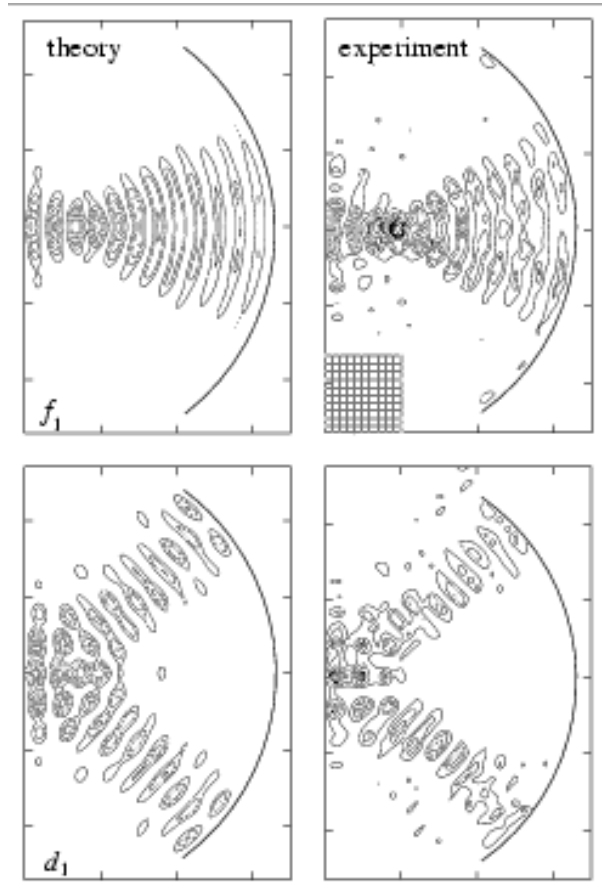 theory
experiment
f₁
d₁